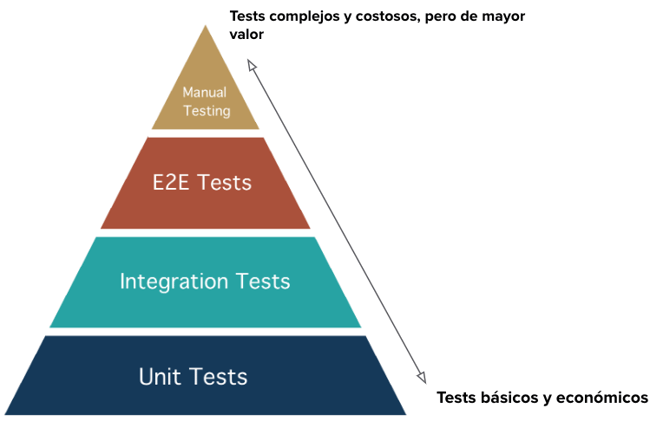 Tests complejos y costosos, pero de mayor
valor
Manual
Testing
E2E Tests
Integration Tests
Unit Tests
Tests básicos y económicos